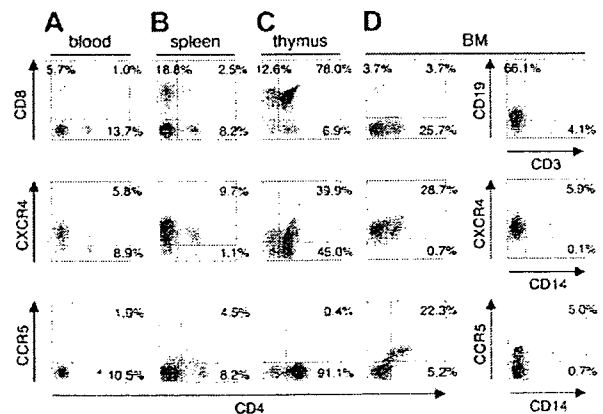 A B C D
blood spleen thymus BM
5.7% 1.0% 18.8% 2.5% 12.6% 78.0% 3.7% 3.7% 66.1%
CD8 CD19
13.7% 8.2% 6.9% 25.7% 4.1%
CD3
5.8% 9.7% 39.9% 28.7% 5.9%
CXCR4 CXCR4
8.9% 1.1% 45.0% 0.7% 0.1%
CD14
4.5% 0.4% 22.3% 5.0%
CCR5 CCR5
10.5% 8.2% 91.1% 5.2% 0.7%
CD4 CD14